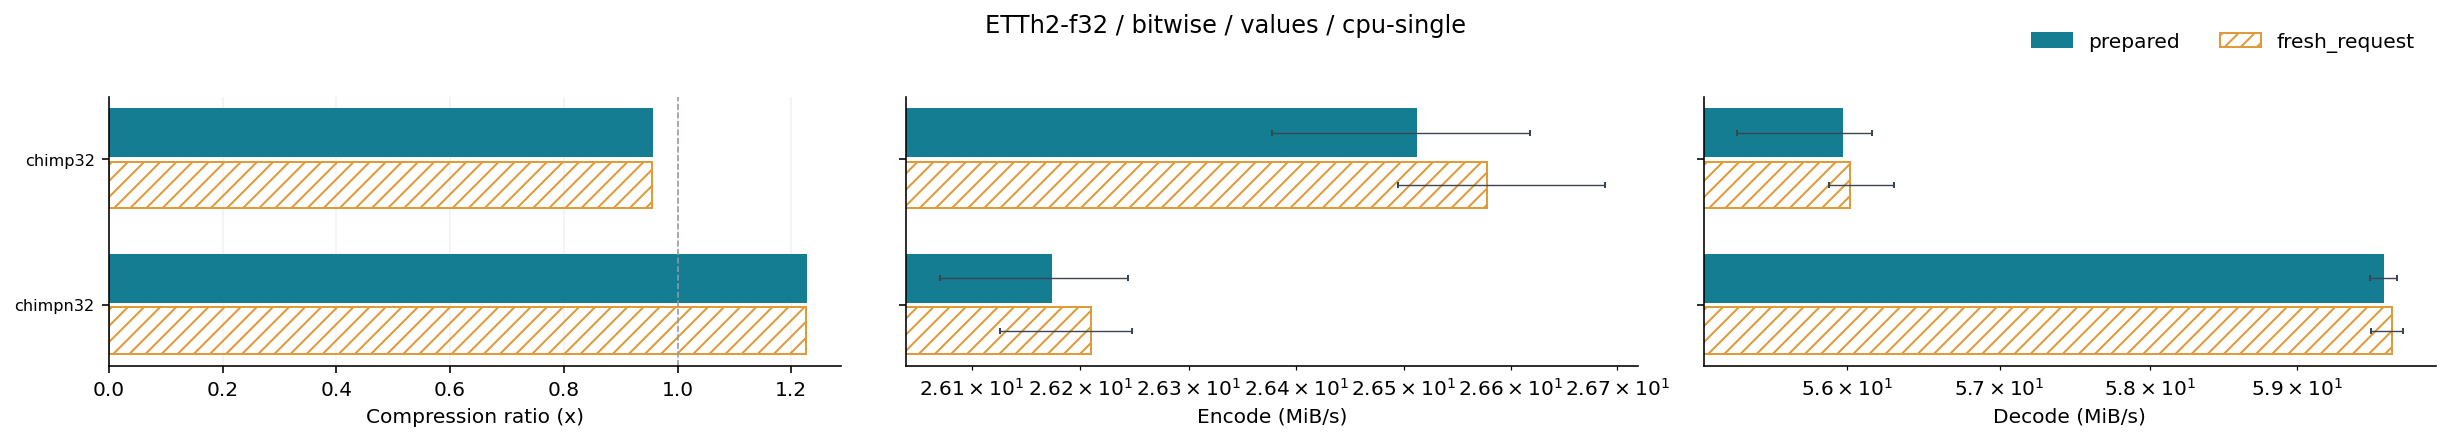 ETTh2-f32 / bitwise / values / cpu-single
prepared
fresh_request
chimp32
chimpn32
0.0 0.2 0.4 0.6 0.8 1.0 1.2
Compression ratio (x)
2.61 × 10¹ 2.62 × 10¹ 2.63 × 10¹ 2.64 × 10¹ 2.65 × 10¹ 2.66 × 10¹ 2.67 × 10¹
Encode (MiB/s)
5.6 × 10¹ 5.7 × 10¹ 5.8 × 10¹ 5.9 × 10¹
Decode (MiB/s)